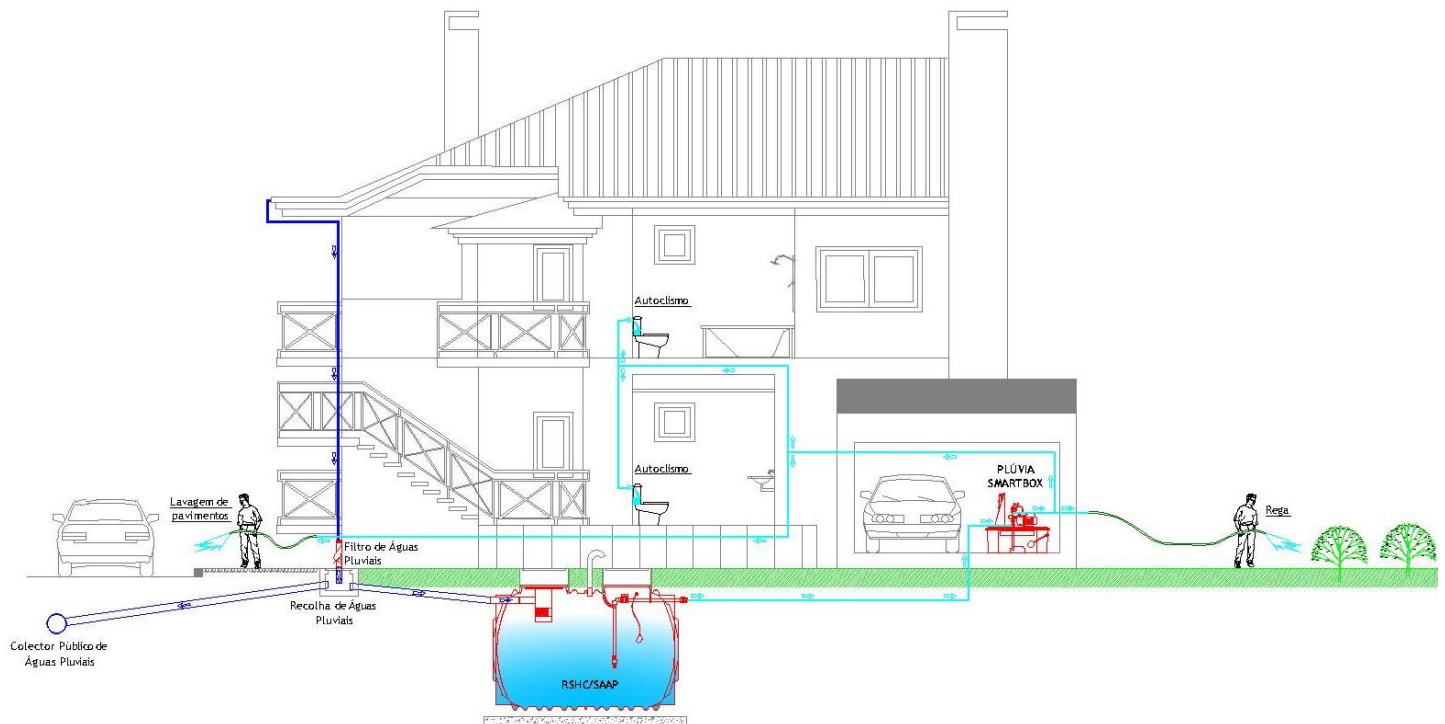 Autoclismo
Autoclismo
PLÚVIA
SMARTBOX
Lavagem de
pavimentos
Rega
Filtro de Águas
Pluviais
Recolha de Águas
Pluviais
Colector Público de
Águas Pluviais
RSHC/SAAP